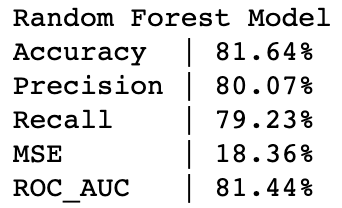 Random Forest Model
Accuracy | 81.64%
Precision | 80.07%
Recall | 79.23%
MSE | 18.36%
ROC_AUC | 81.44%